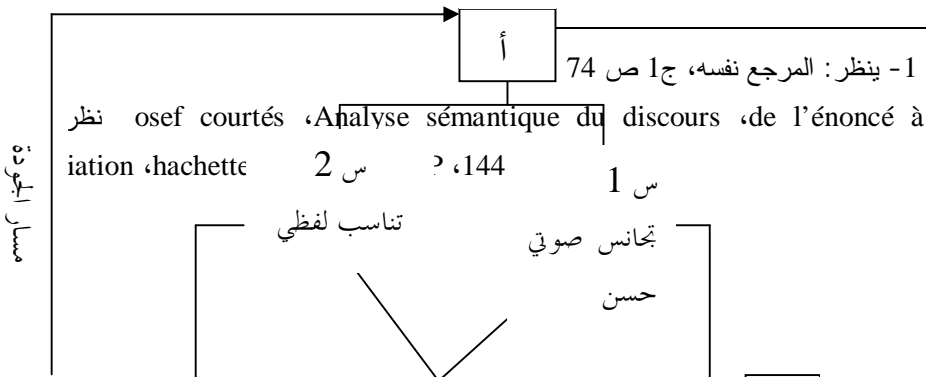 أ
1- ينظر: المرجع نفسه، ج1 ص 74
نظر osef courtés ،Analyse sémantique du discours ،de l'énoncé à
iation ،hachette ،144
س 2
س 1
تناسب لفظي
تجانس صوتي
حسن
مسار الجودة